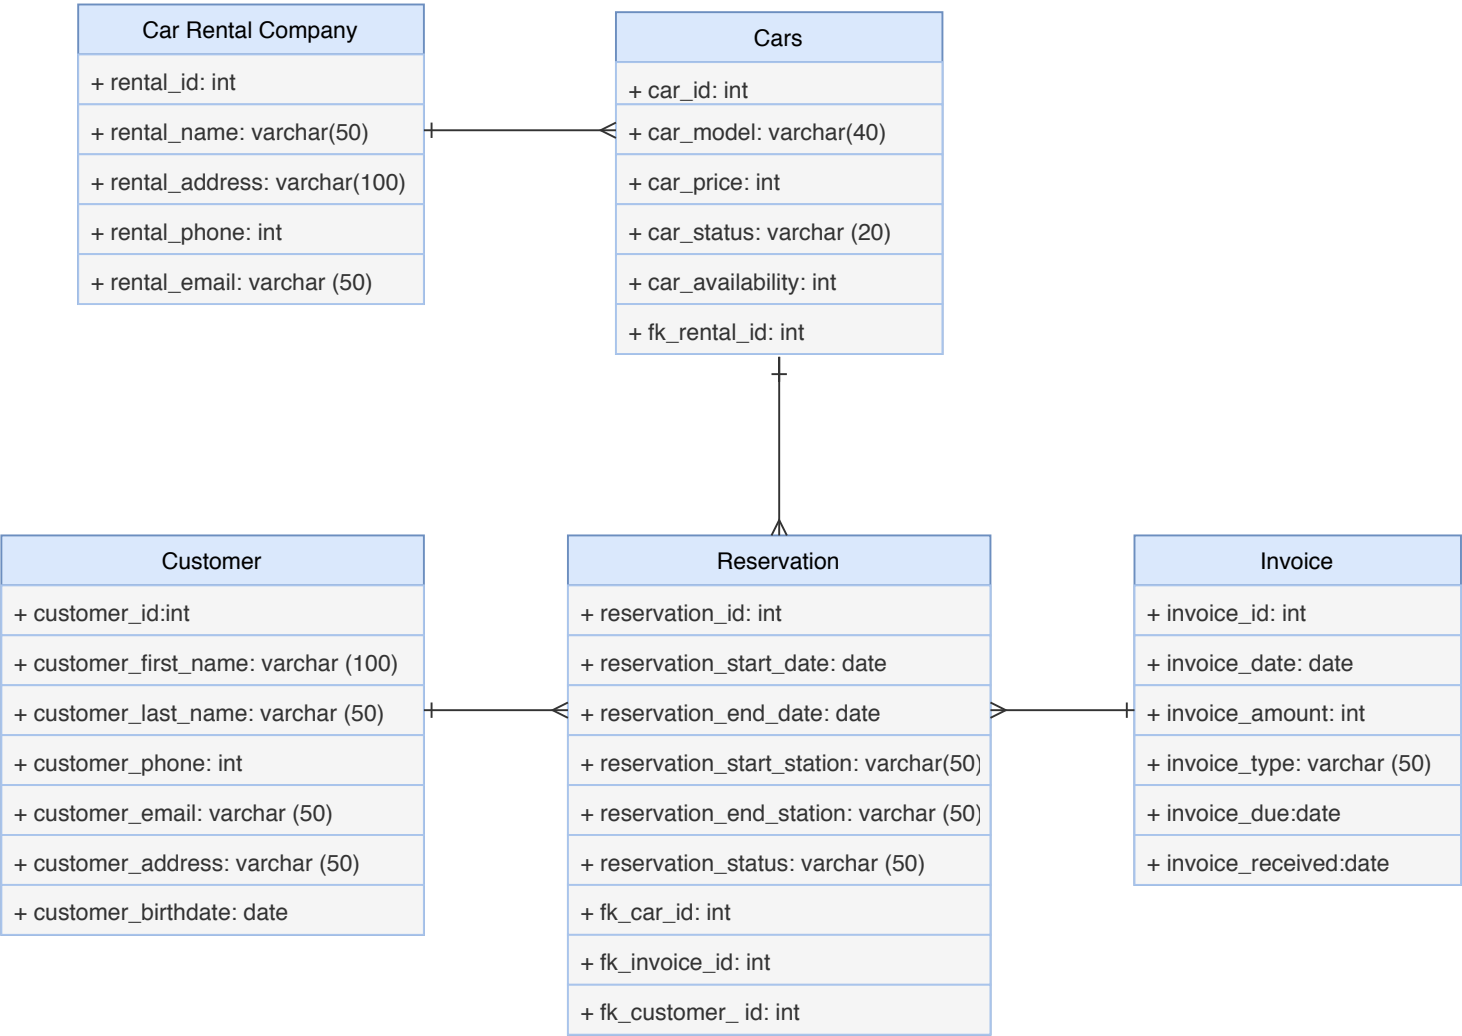 Car Rental Company
+ rental_id: int
+ rental_name: varchar(50)
+ rental_address: varchar(100)
+ rental_phone: int
+ rental_email: varchar (50)
Cars
+ car_id: int
+ car_model: varchar(40)
+ car_price: int
+ car_status: varchar (20)
+ car_availability: int
+ fk_rental_id: int
Customer
+ customer_id:int
+ customer_first_name: varchar (100)
+ customer_last_name: varchar (50)
+ customer_phone: int
+ customer_email: varchar (50)
+ customer_address: varchar (50)
+ customer_birthdate: date
Reservation
+ reservation_id: int
+ reservation_start_date: date
+ reservation_end_date: date
+ reservation_start_station: varchar(50)
+ reservation_end_station: varchar (50)
+ reservation_status: varchar (50)
+ fk_car_id: int
+ fk_invoice_id: int
+ fk_customer_ id: int
Invoice
+ invoice_id: int
+ invoice_date: date
+ invoice_amount: int
+ invoice_type: varchar (50)
+ invoice_due:date
+ invoice_received:date